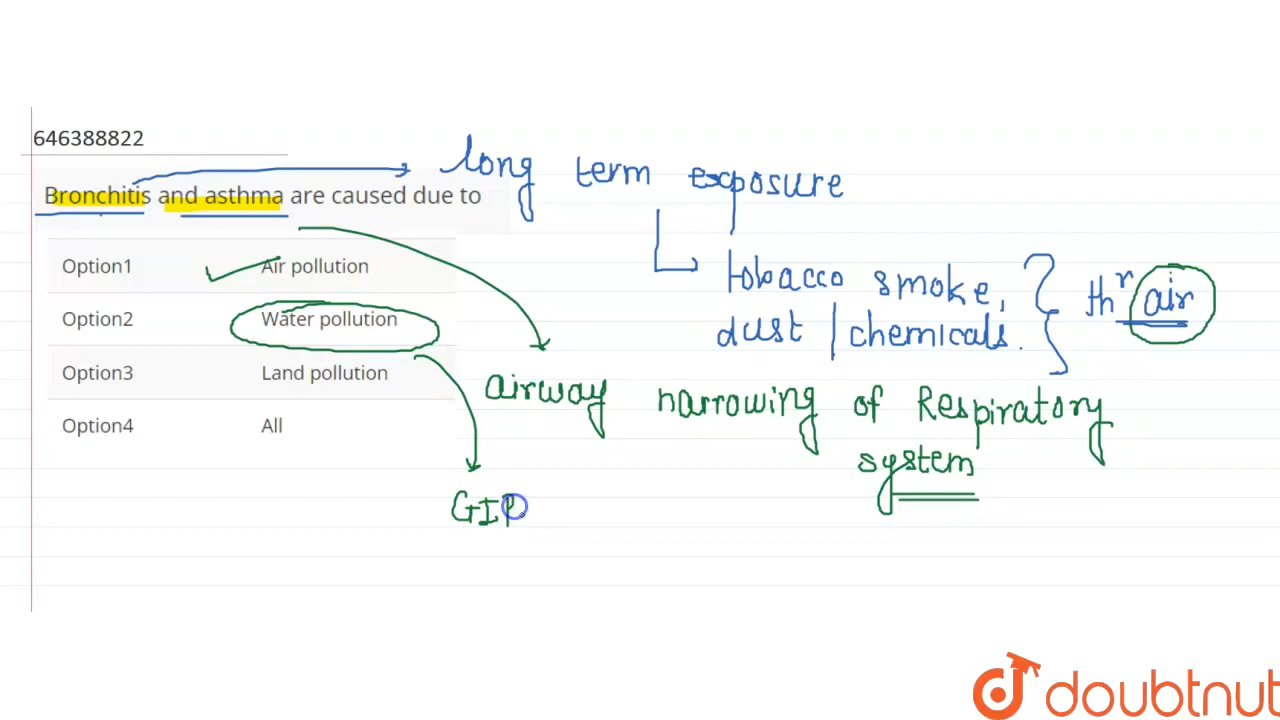 646388822
Bronchitis and asthma are caused due to
long term exposure
Option1 Air pollution
tobacco smoke,
dust / chemicals.
thr air
Option2 Water pollution
Option3 Land pollution
Option4 All
airway narrowing of Respiratory
system
doubtnut